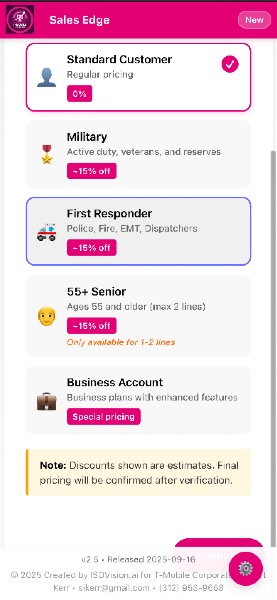 Sales Edge
New
Standard Customer
Regular pricing
0%
Military
Active duty, veterans, and reserves
~15% off
First Responder
Police, Fire, EMT, Dispatchers
~15% off
55+ Senior
Ages 55 and older (max 2 lines)
~15% off
Only available for 1-2 lines
Business Account
Business plans with enhanced features
Special pricing
Note: Discounts shown are estimates. Final
pricing will be confirmed after verification.
v2.5 • Released 2025-09-16
© 2025 Created by ISOVision.ai for T-Mobile Corporate
Kerr • sikerr@gmail.com • (312) 953-9668